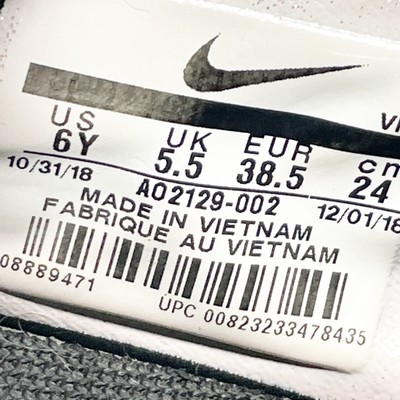 US UK EUR cm
6Y 5.5 38.5 24
10/31/18 AO2129-002 12/01/18
MADE IN VIETNAM
FABRIQUE AU VIETNAM
08889471
UPC 00823233478435